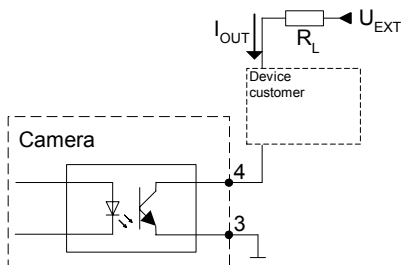 I_OUT
R_L
U_EXT
Device
customer
Camera
4
3